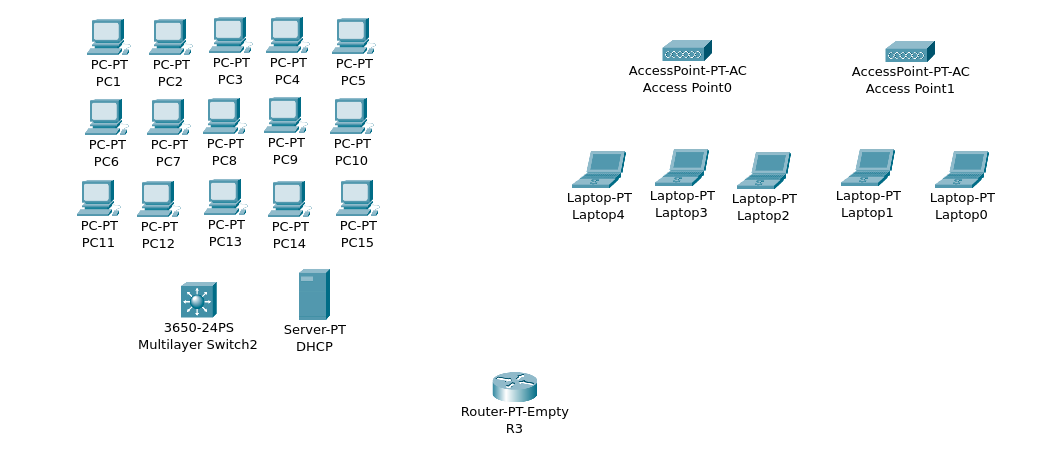 PC-PT
PC1
PC-PT
PC2
PC-PT
PC3
PC-PT
PC4
PC-PT
PC5
AccessPoint-PT-AC
Access Point0
AccessPoint-PT-AC
Access Point1
PC-PT
PC6
PC-PT
PC7
PC-PT
PC8
PC-PT
PC9
PC-PT
PC10
Laptop-PT
Laptop4
Laptop-PT
Laptop3
Laptop-PT
Laptop2
Laptop-PT
Laptop1
Laptop-PT
Laptop0
PC-PT
PC11
PC-PT
PC12
PC-PT
PC13
PC-PT
PC14
PC-PT
PC15
3650-24PS
Multilayer Switch2
Server-PT
DHCP
Router-PT-Empty
R3